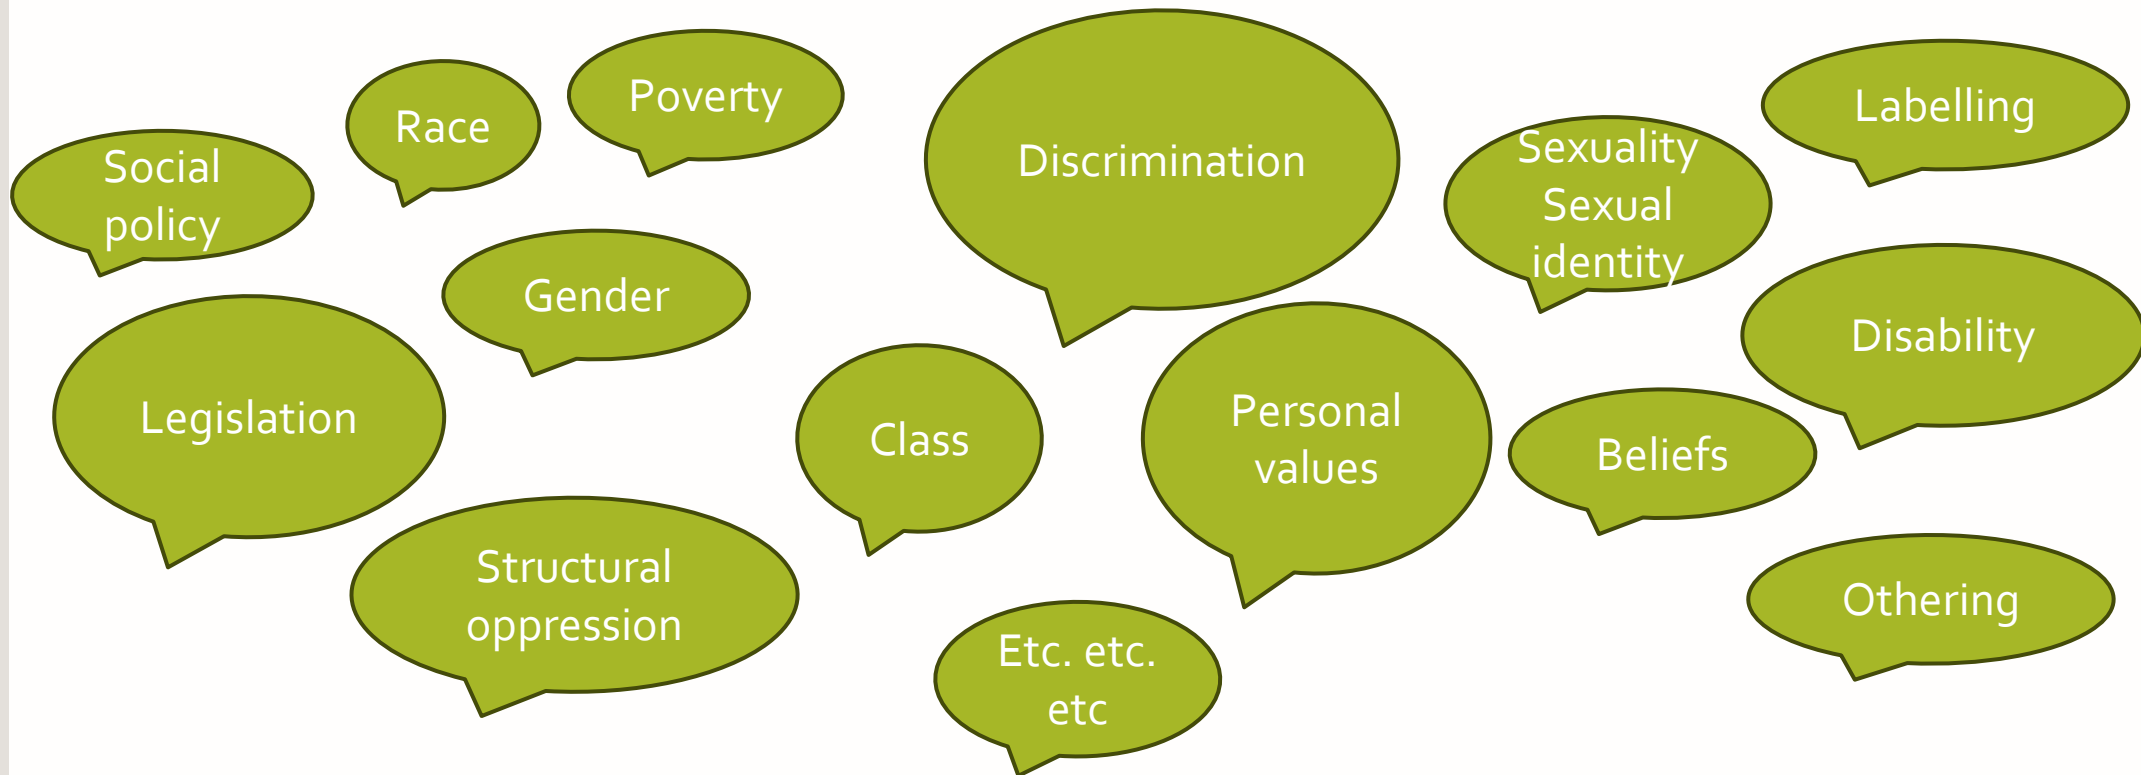 Social
policy
Race
Poverty
Discrimination
Sexuality
Sexual
identity
Labelling
Gender
Legislation
Class
Personal
values
Beliefs
Disability
Structural
oppression
Etc. etc.
etc
Othering